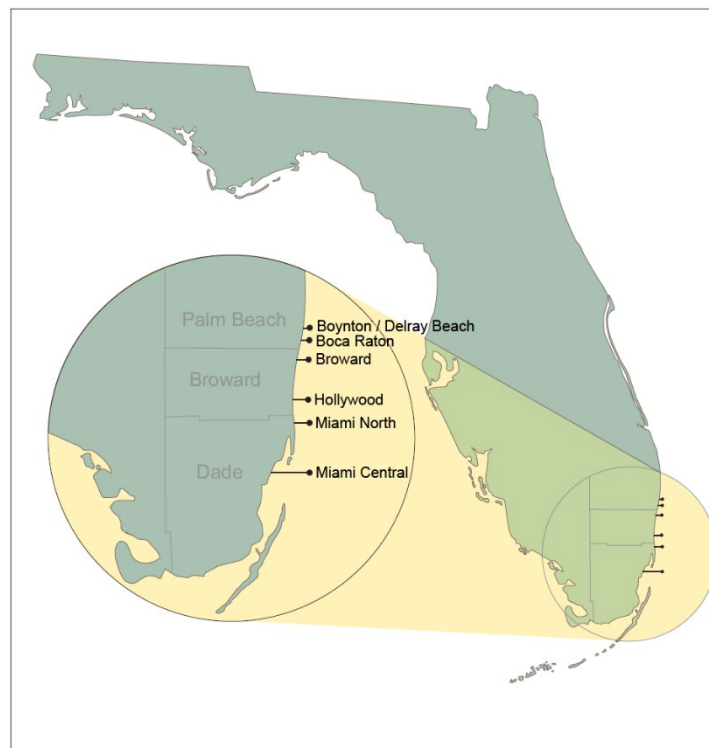 Palm Beach
Boynton / Delray Beach
Boca Raton
Broward
Broward
Hollywood
Miami North
Dade
Miami Central